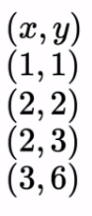 (x, y)
(1, 1)
(2, 2)
(2, 3)
(3, 6)